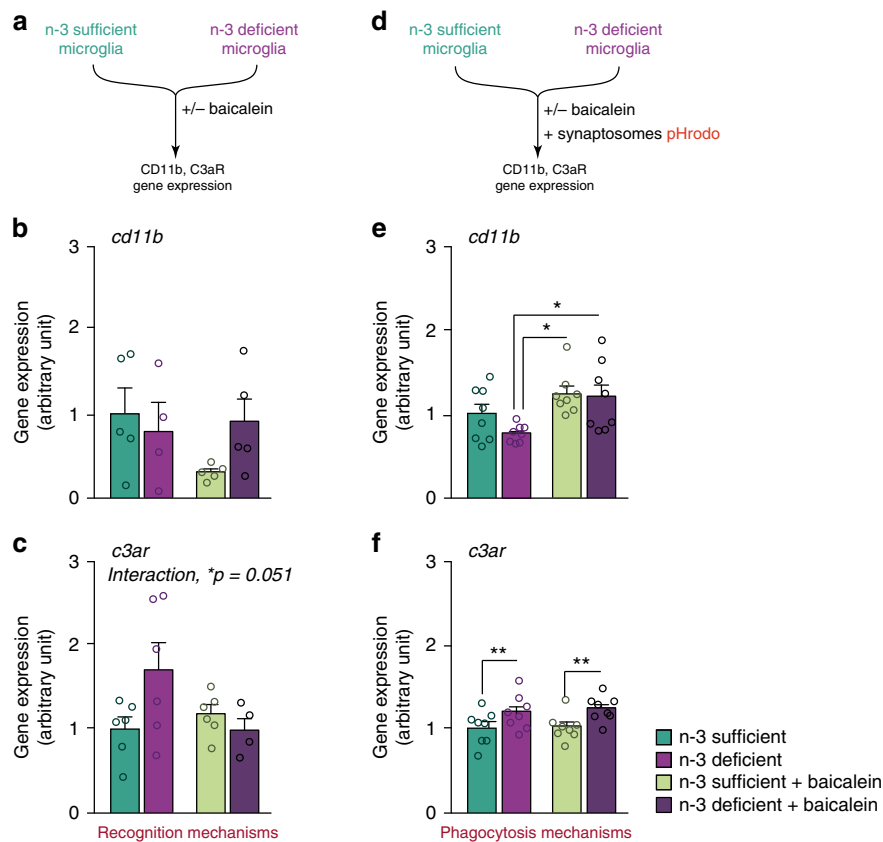 a
n-3 sufficient
microglia
n-3 deficient
microglia
+/– baicalein
CD11b, C3aR
gene expression
d
n-3 sufficient
microglia
n-3 deficient
microglia
+/– baicalein
+ synaptosomes pHrodo
CD11b, C3aR
gene expression
b
cd11b
Gene expression
(arbitrary unit)
3
2
1
0
e
cd11b
Gene expression
(arbitrary unit)
3
2
1
0
*
*
c
c3ar
Interaction, *p = 0.051
Gene expression
(arbitrary unit)
3
2
1
0
Recognition mechanisms
f
c3ar
Gene expression
(arbitrary unit)
3
2
1
0
**
**
Phagocytosis mechanisms
n-3 sufficient
n-3 deficient
n-3 sufficient + baicalein
n-3 deficient + baicalein